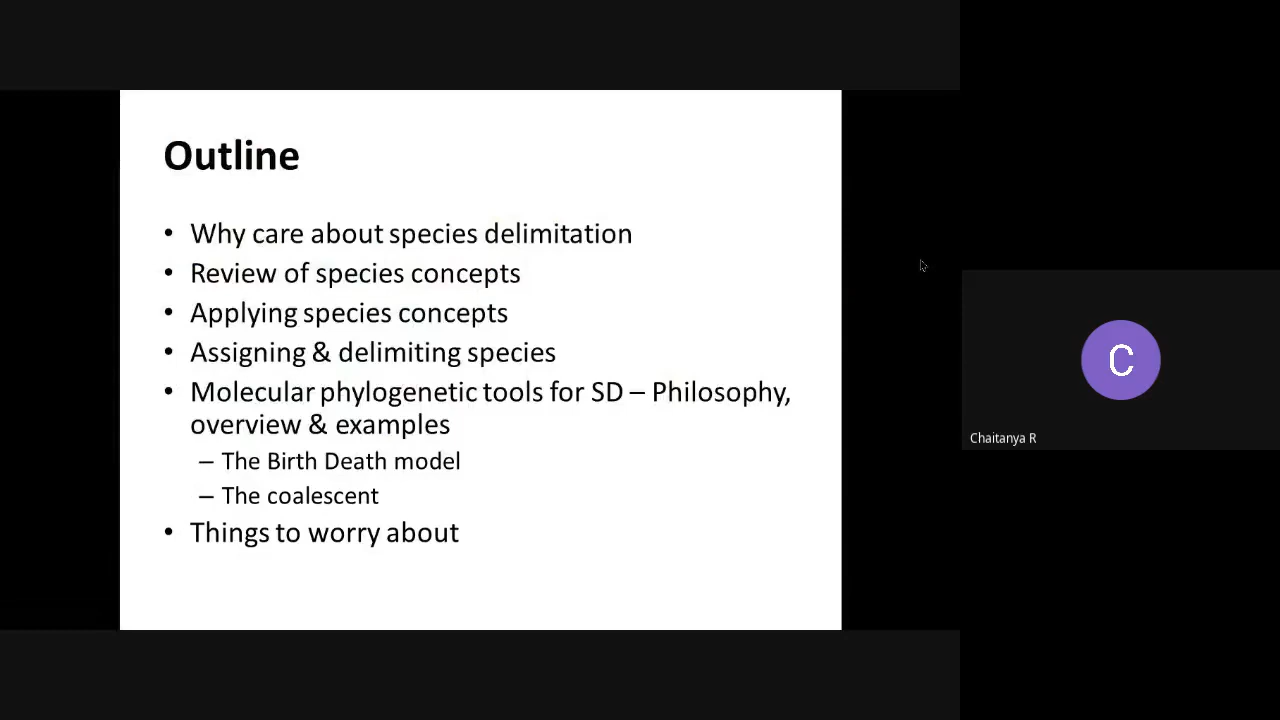 Outline
• Why care about species delimitation
• Review of species concepts
• Applying species concepts
• Assigning & delimiting species
• Molecular phylogenetic tools for SD – Philosophy,
overview & examples
– The Birth Death model
– The coalescent
• Things to worry about
C
Chaitanya R